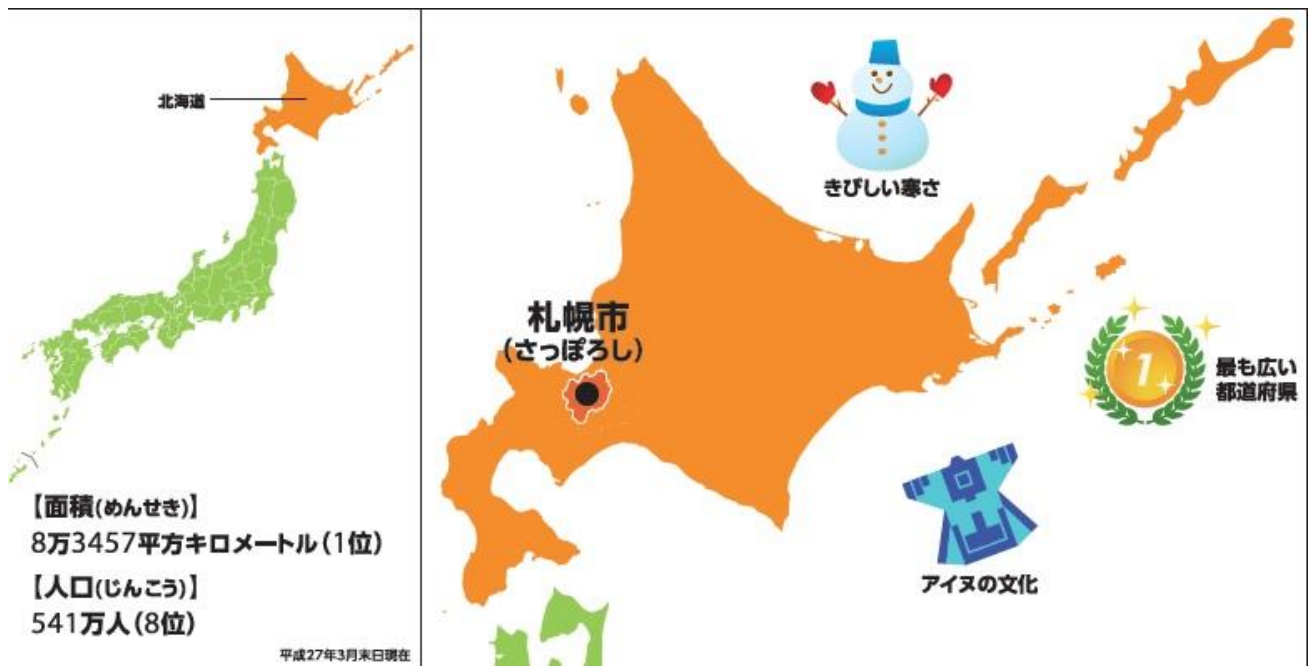 北海道
【面積(めんせき)】
8万3457平方キロメートル(1位)
【人口(じんこう)】
541万人(8位)
平成27年3月末日現在
きびしい寒さ
札幌市
(さっぽろし)
1
最も広い
都道府県
アイヌの文化